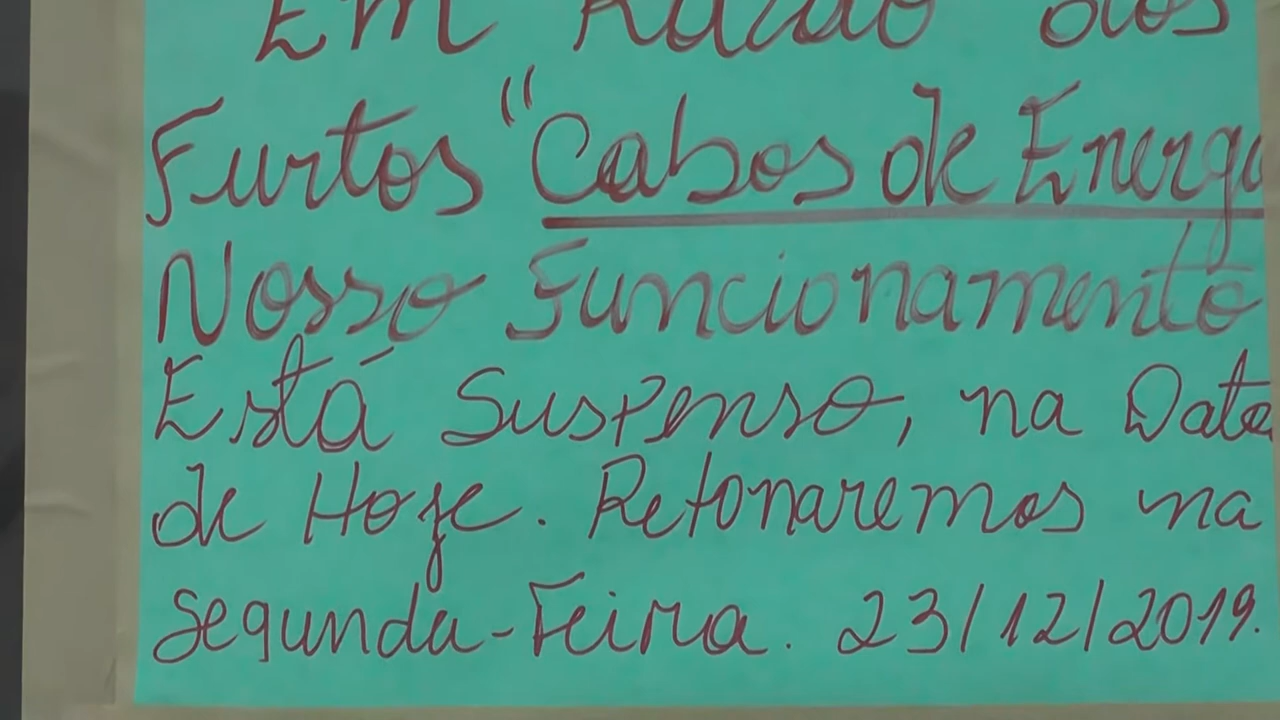 Em Razão dos
Furtos "Cabos de Energ
Nosso Funcionamento
Está Suspenso, na Data
de Hoje. Retonaremos na
Segunda-Feira. 23/12/2019.